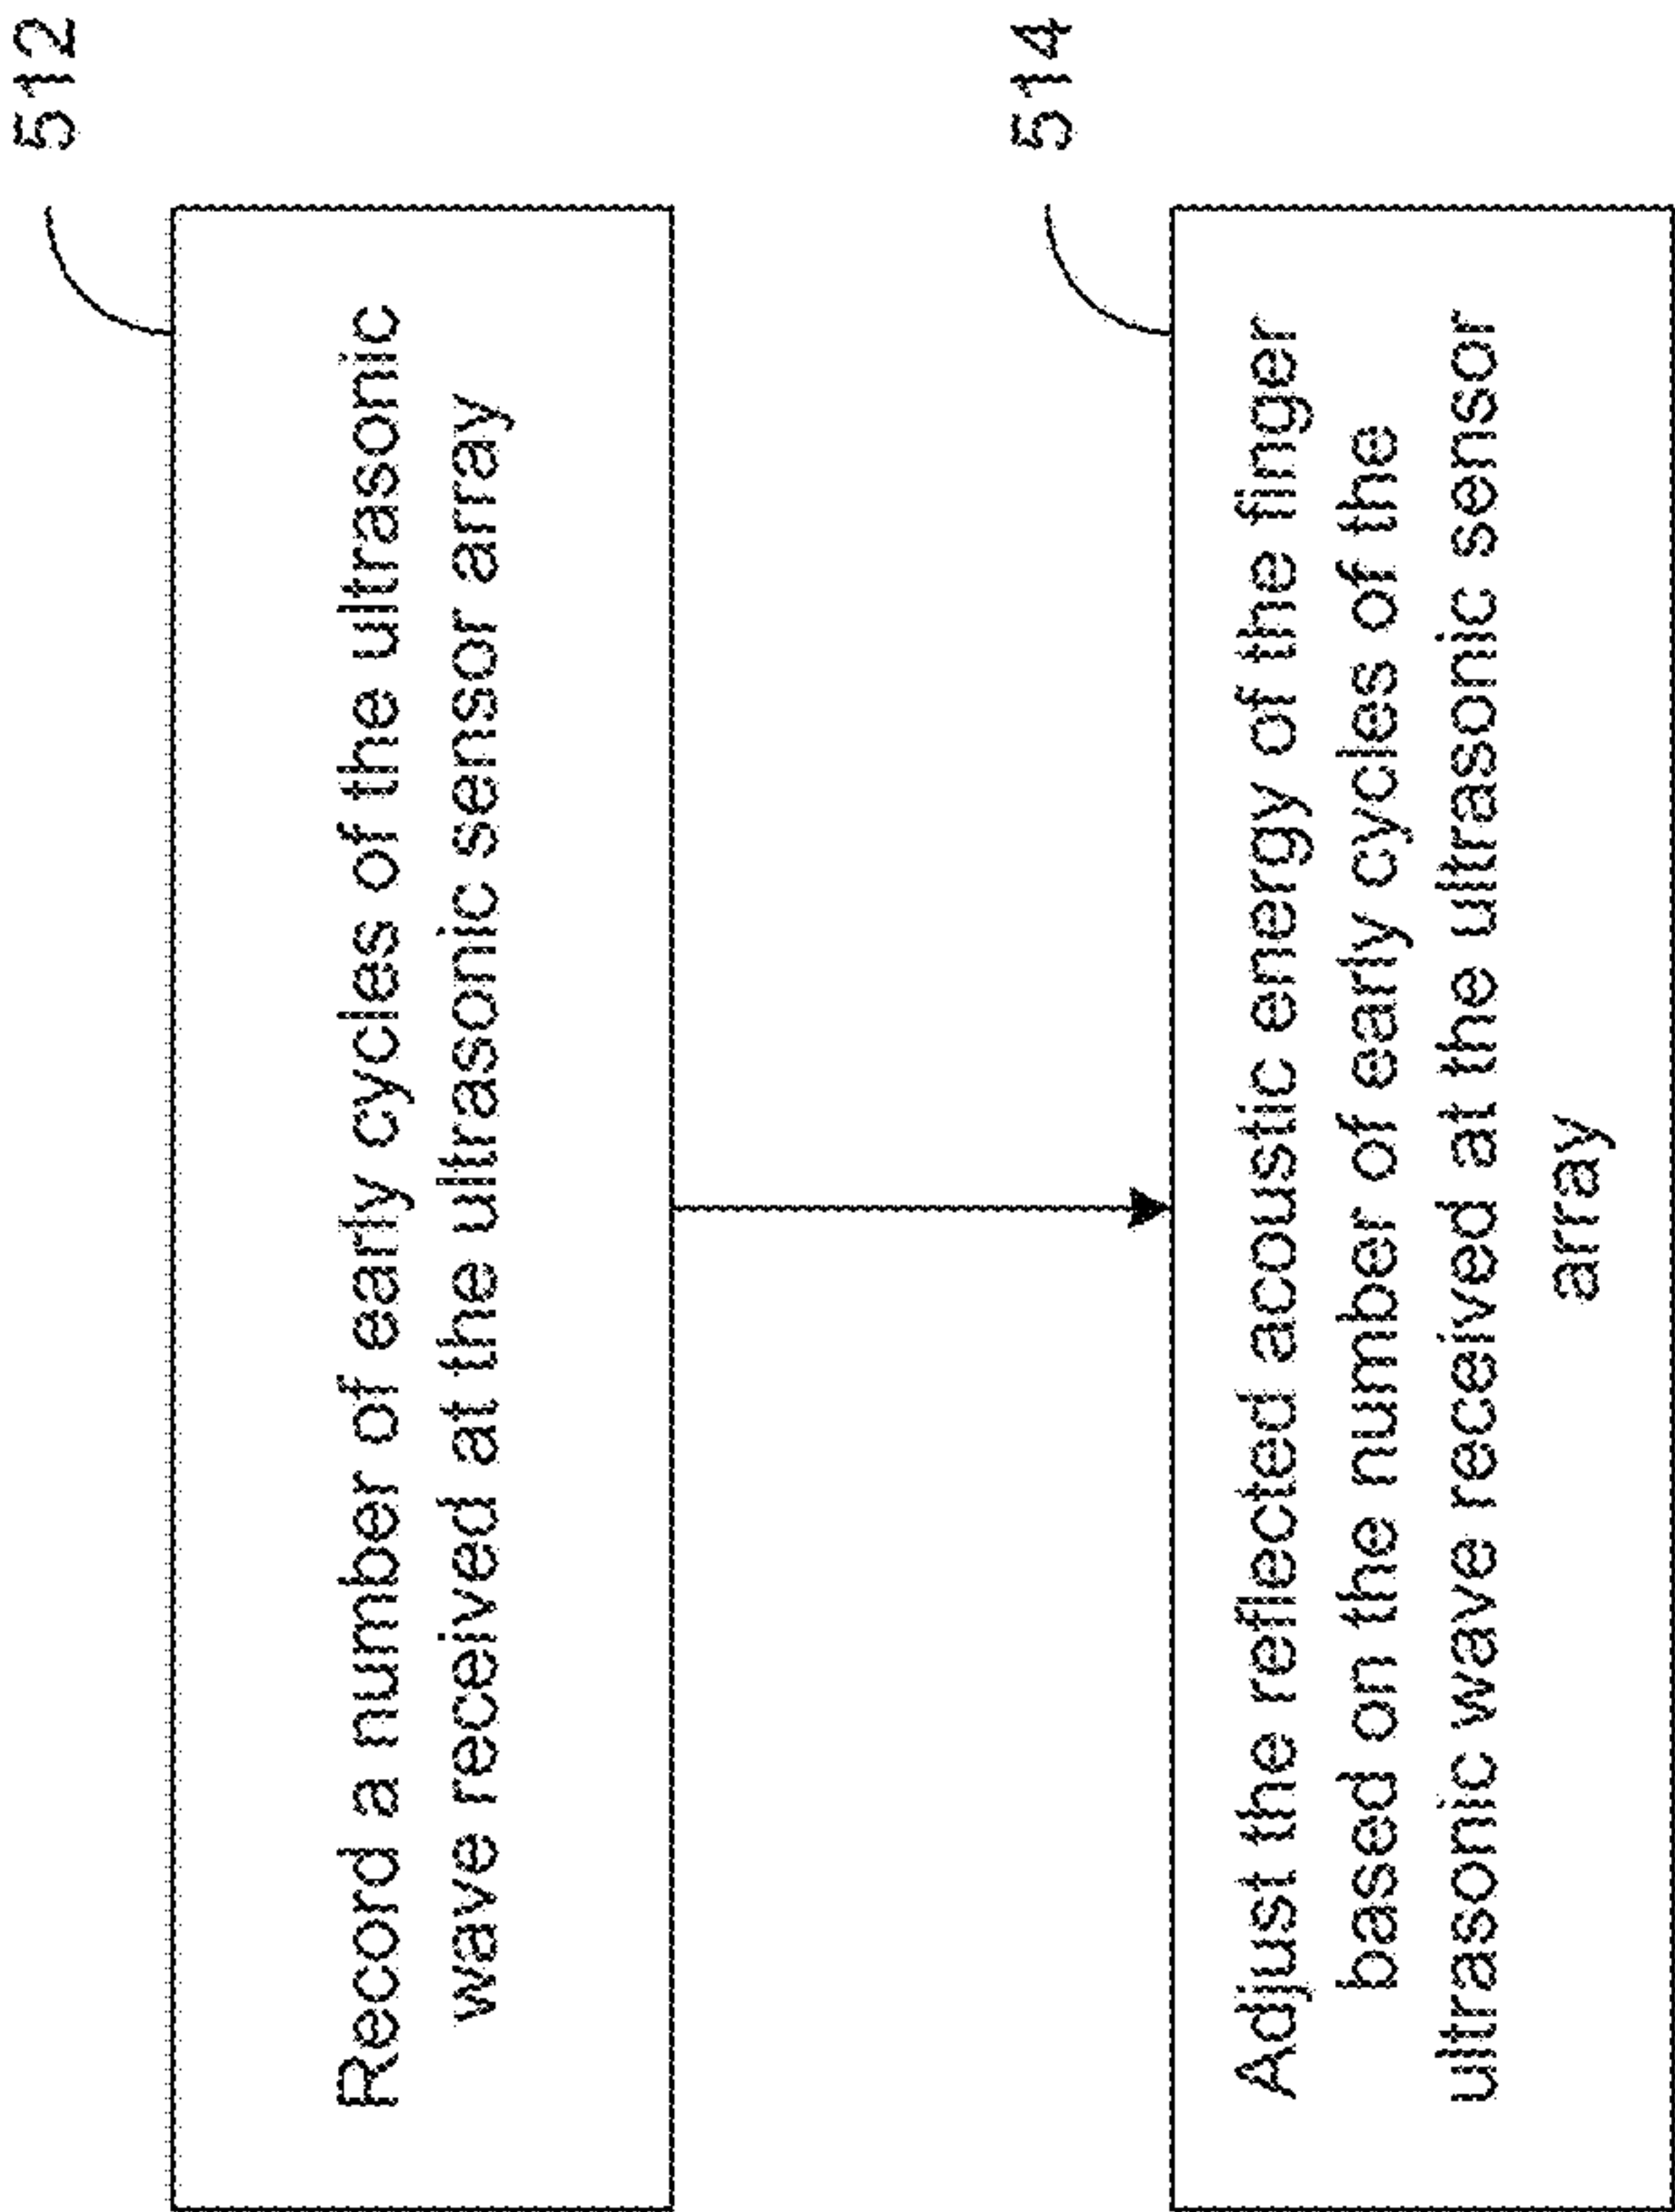 512
Record a number of early cycles of the ultrasonic
wave received at the ultrasonic sensor array
514
Adjust the reflected acoustic energy of the finger
based on the number of early cycles of the
ultrasonic wave received at the ultrasonic sensor
array